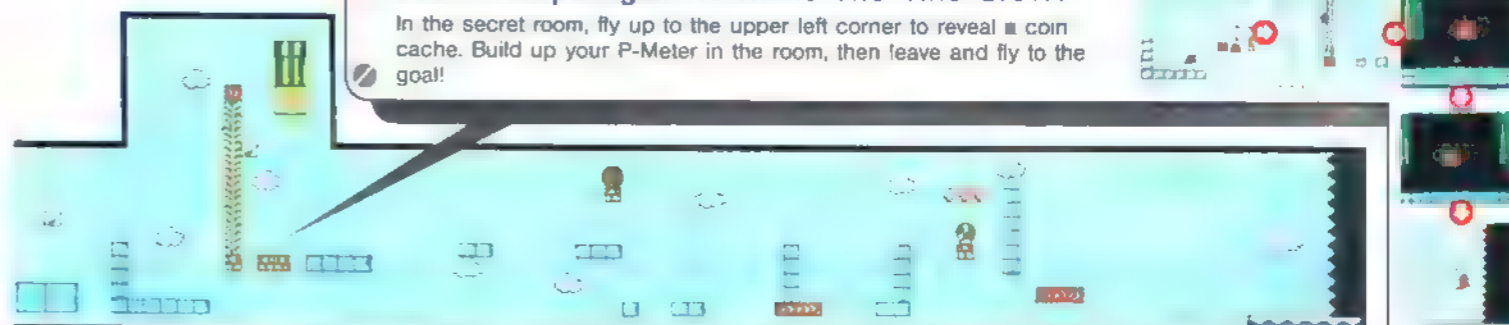 In the secret room, fly up to the upper left corner to reveal a coin
cache. Build up your P-Meter in the room, then leave and fly to the
goal!